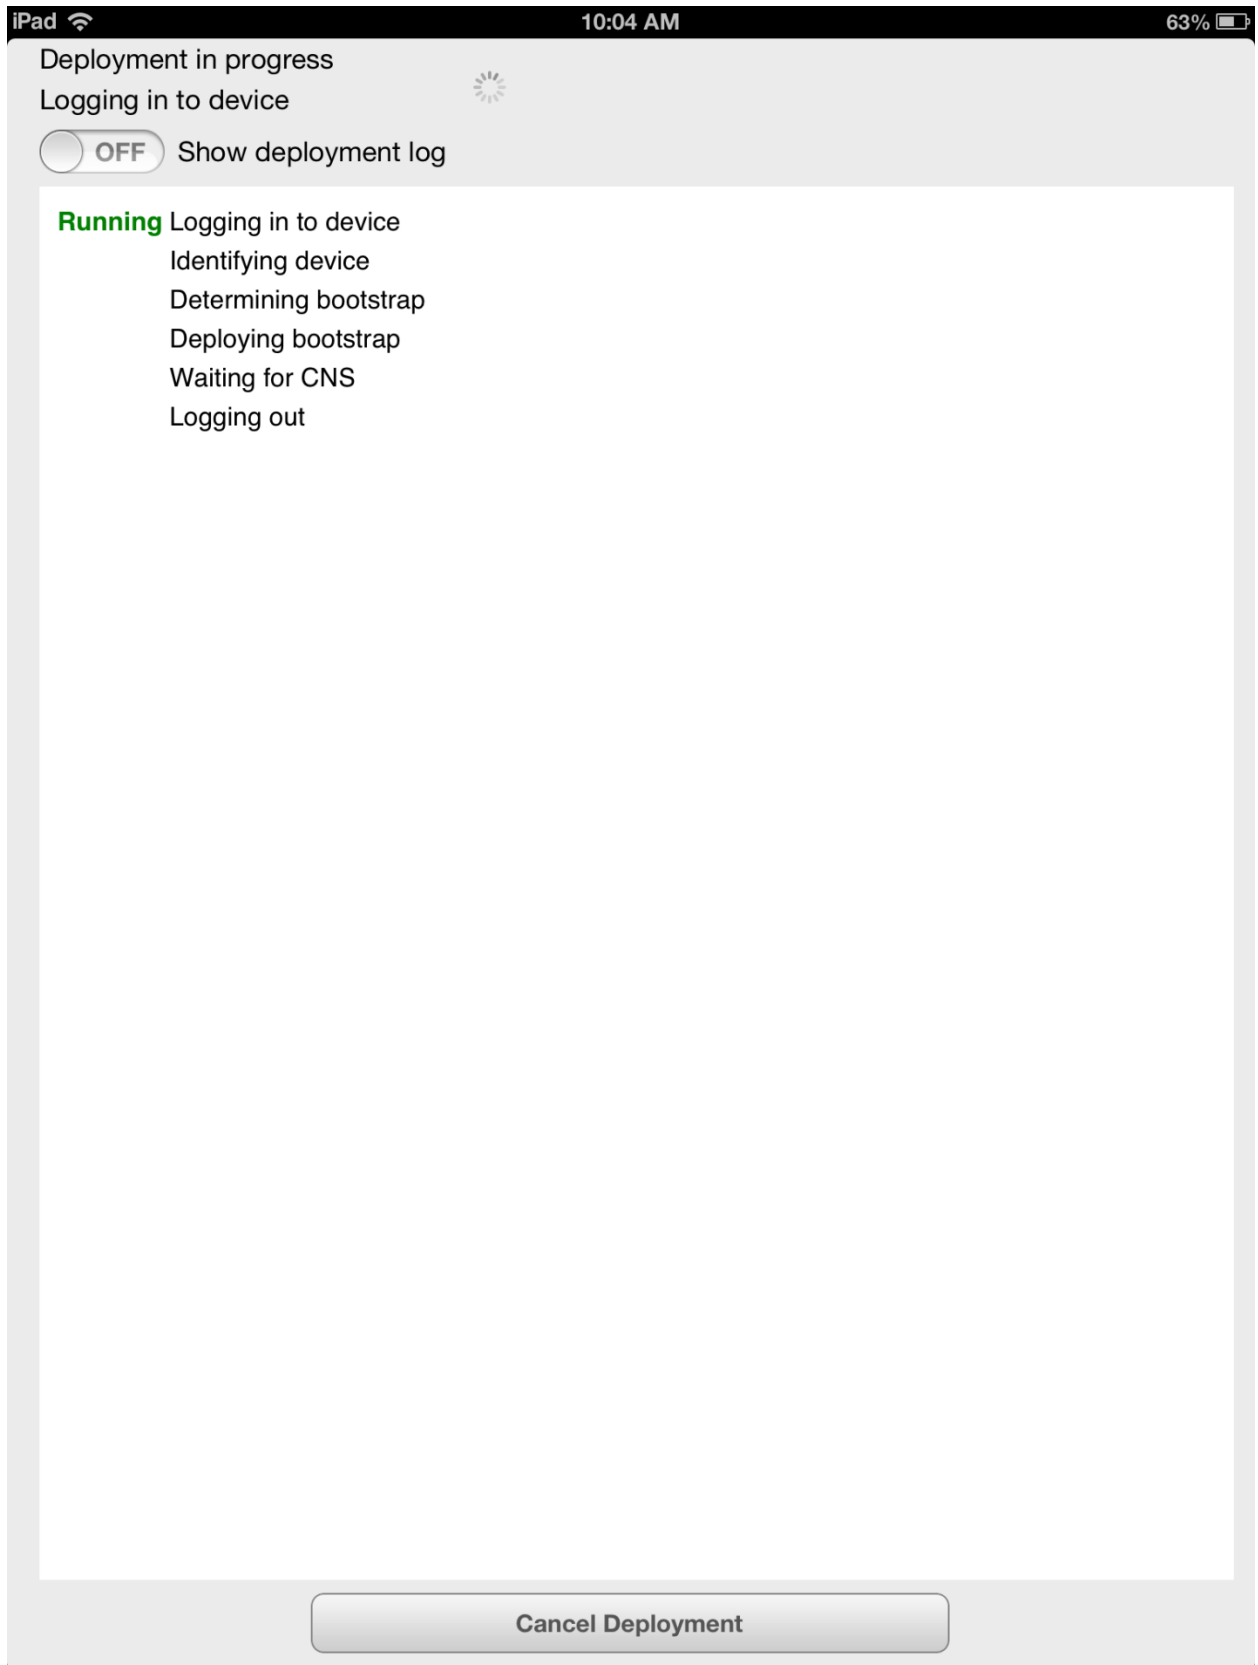 iPad 10:04 AM 63%
Deployment in progress
Logging in to device
OFF Show deployment log
Running Logging in to device
Identifying device
Determining bootstrap
Deploying bootstrap
Waiting for CNS
Logging out
Cancel Deployment